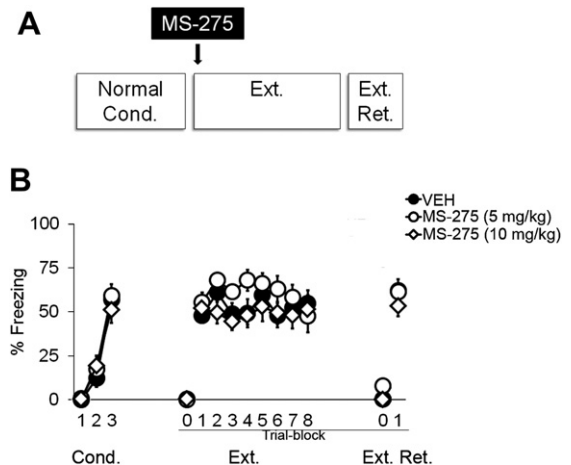 A
MS-275
Normal
Cond.
Ext.
Ext.
Ret.
B
VEH
MS-275 (5 mg/kg)
MS-275 (10 mg/kg)
100
75
50
25
0
% Freezing
1 2 3
0 1 2 3 4 5 6 7 8
0 1
Trial-block
Cond.
Ext.
Ext. Ret.